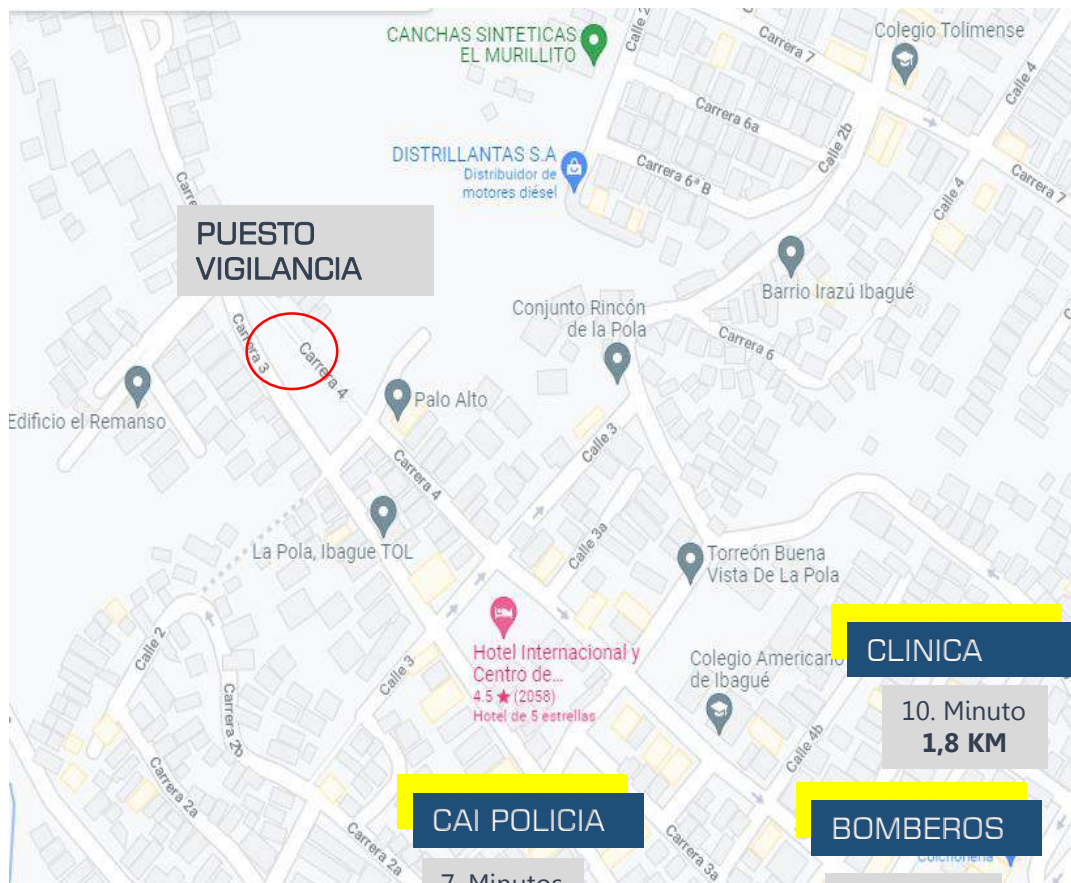 CANCHAS SINTETICAS
EL MURILLITO
Calle 2
Carrera 7
Colegio Tolimense
Calle 4
Carrera 6a
Calle 2b
DISTRILLANTAS S.A
Distribuidor de
motores diésel
Carrera 6ª B
Calle 4
Carrera 7
PUESTO
VIGILANCIA
Barrio Irazú Ibagué
Conjunto Rincón
de la Pola
Carrera 3
Carrera 4
Carrera 6
Edificio el Remanso
Palo Alto
Calle 3
Carrera 4
La Pola, Ibague TOL
Calle 3a
Torreón Buena
Vista De La Pola
Calle 2
Hotel Internacional y
Centro de...
4.5 ★ (2058)
Hotel de 5 estrellas
Calle 3
Colegio Americano
de Ibagué
CLINICA
10. Minuto
1,8 KM
Carrera 2b
Calle 4b
Carrera 2a
CAI POLICIA
BOMBEROS
Carrera 2a
Carrera 3a
7. Minutos